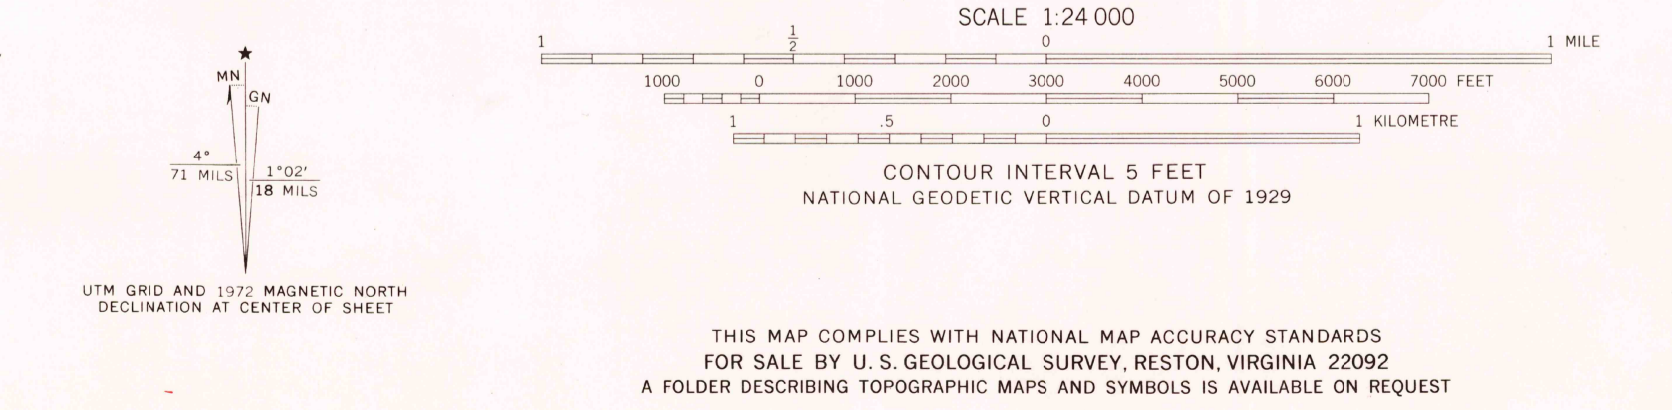 ★
MN
GN
4°
71 MILS
1°02′
18 MILS
UTM GRID AND 1972 MAGNETIC NORTH
DECLINATION AT CENTER OF SHEET
SCALE 1:24 000
1 1/2 0 1 MILE
1000 0 1000 2000 3000 4000 5000 6000 7000 FEET
1 .5 0 1 KILOMETRE
CONTOUR INTERVAL 5 FEET
NATIONAL GEODETIC VERTICAL DATUM OF 1929
THIS MAP COMPLIES WITH NATIONAL MAP ACCURACY STANDARDS
FOR SALE BY U. S. GEOLOGICAL SURVEY, RESTON, VIRGINIA 22092
A FOLDER DESCRIBING TOPOGRAPHIC MAPS AND SYMBOLS IS AVAILABLE ON REQUEST